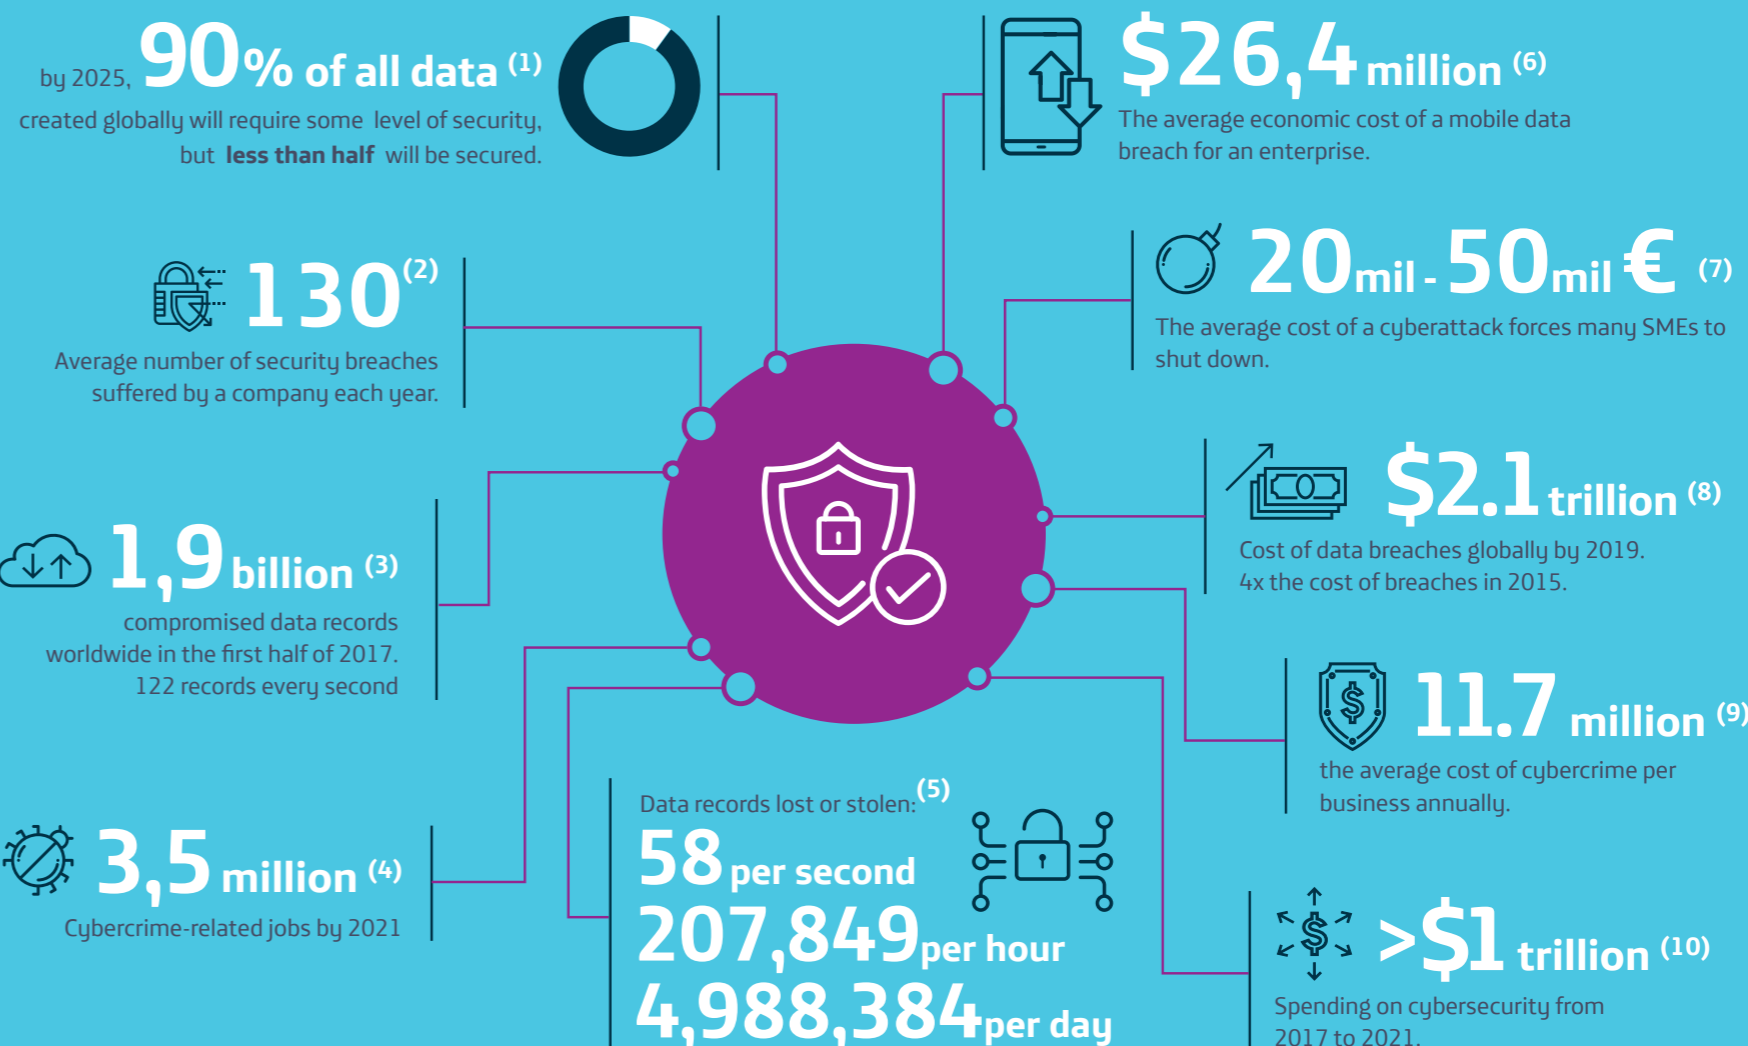 by 2025, 90% of all data (1)
created globally will require some level of security,
but less than half will be secured.
130 (2)
Average number of security breaches
suffered by a company each year.
1,9 billion (3)
compromised data records
worldwide in the first half of 2017.
122 records every second
3,5 million (4)
Cybercrime-related jobs by 2021
Data records lost or stolen: (5)
58 per second
207,849 per hour
4,988,384 per day
$26,4 million (6)
The average economic cost of a mobile data
breach for an enterprise.
20 mil - 50 mil € (7)
The average cost of a cyberattack forces many SMEs to
shut down.
$2.1 trillion (8)
Cost of data breaches globally by 2019.
4x the cost of breaches in 2015.
11.7 million (9)
the average cost of cybercrime per
business annually.
>$1 trillion (10)
Spending on cybersecurity from
2017 to 2021.